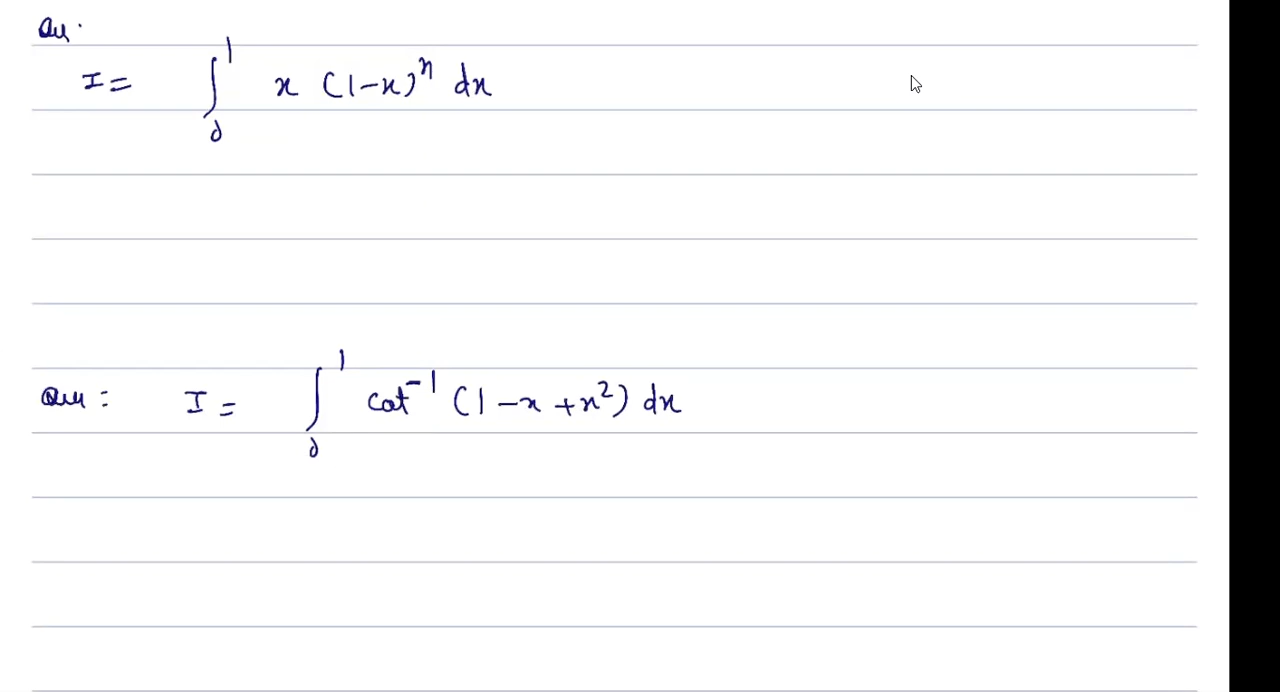 Qu.
I = ∫₀¹ x (1-x)ⁿ dx
Qu : I = ∫₀¹ cot⁻¹ (1-x+x²) dx